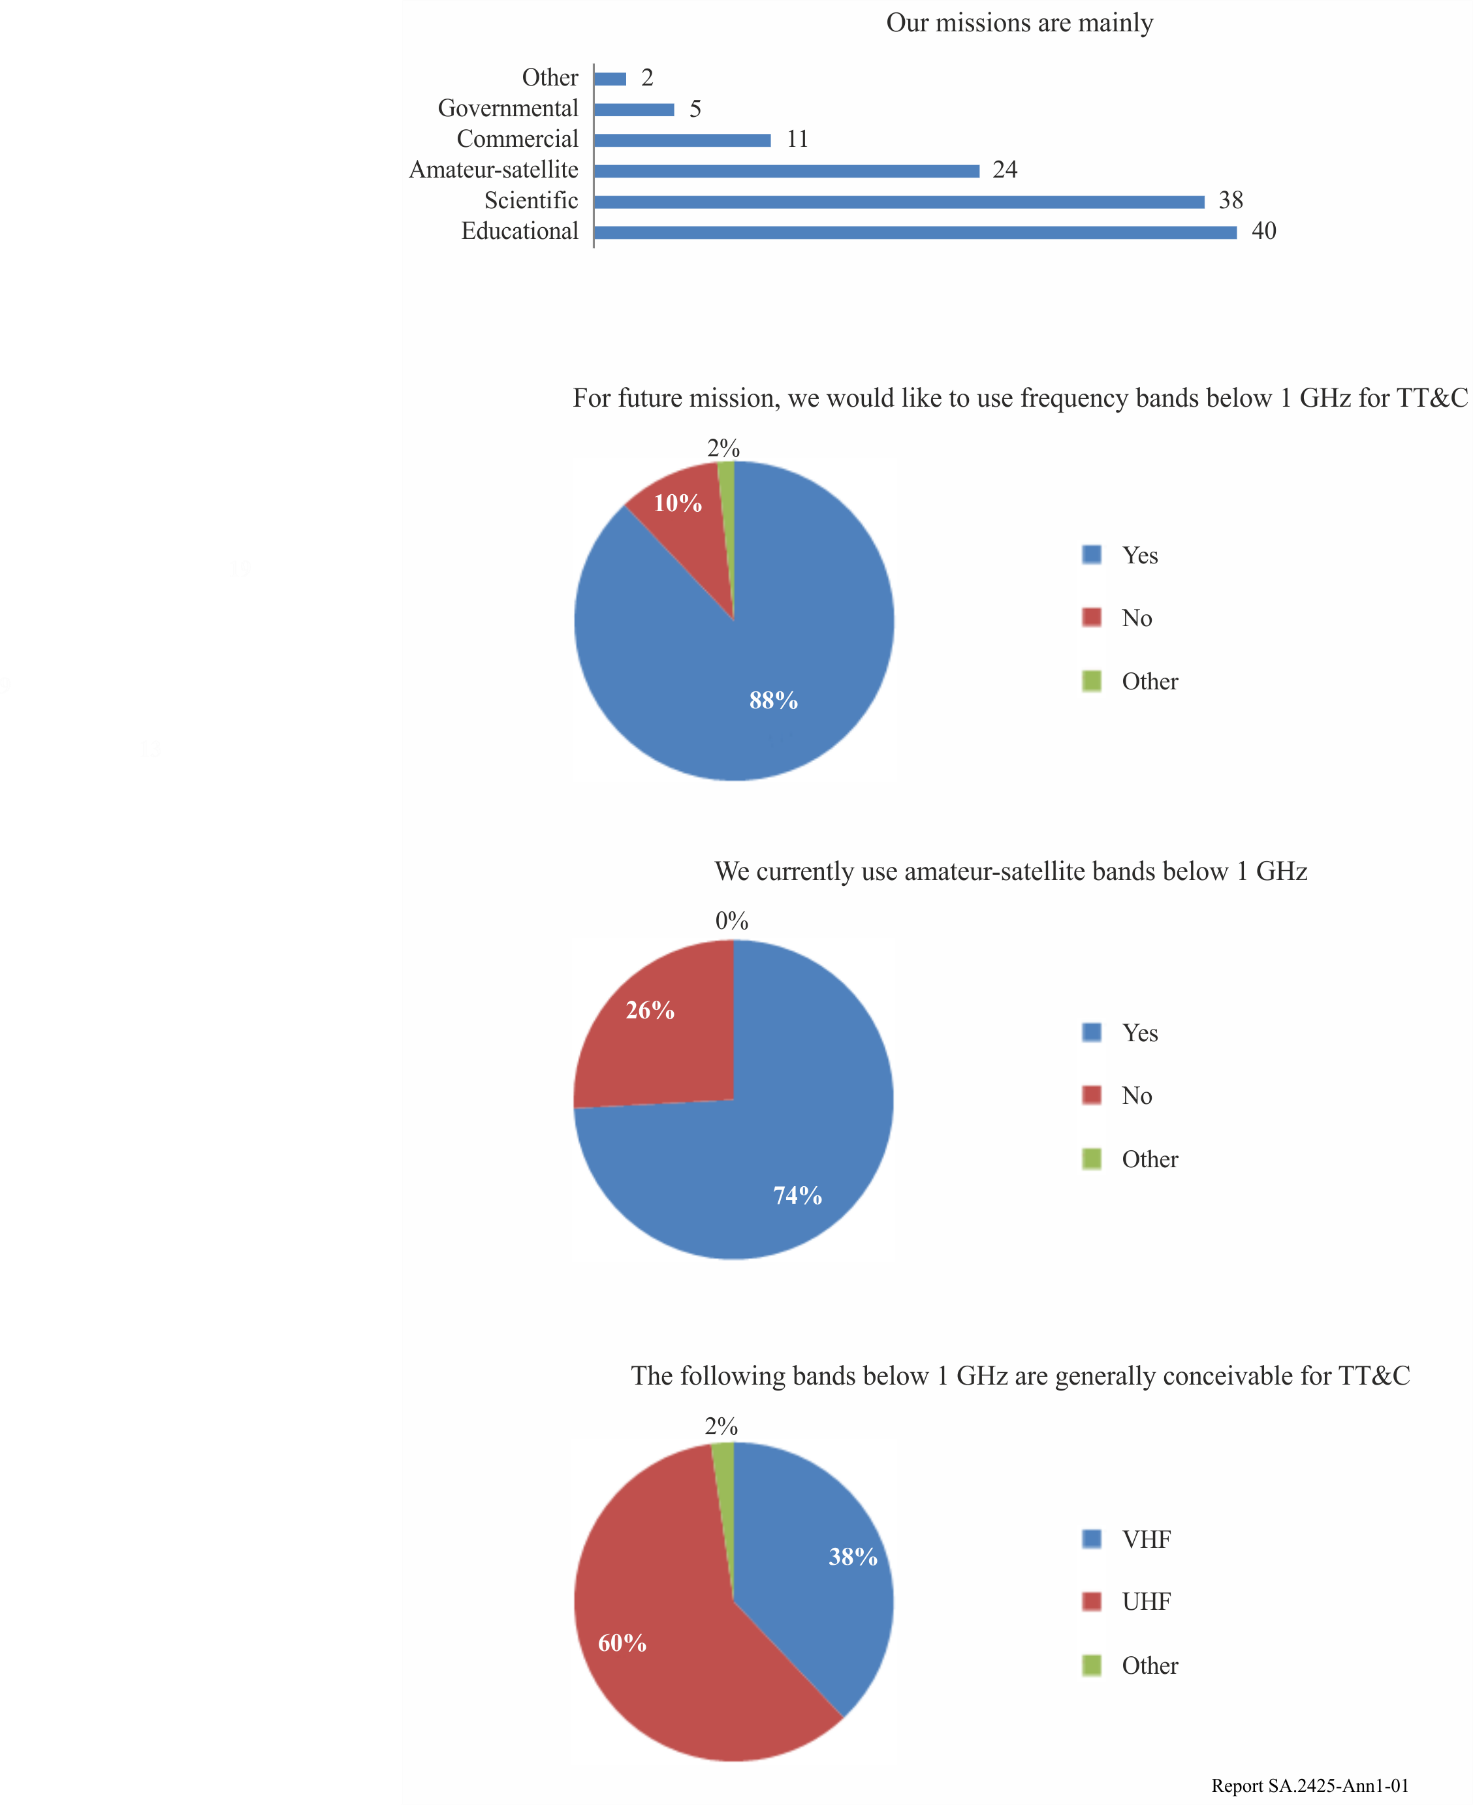 Our missions are mainly
Other 2
Governmental 5
Commercial 11
Amateur-satellite 24
Scientific 38
Educational 40
For future mission, we would like to use frequency bands below 1 GHz for TT&C
2%
10%
88%
Yes
No
Other
We currently use amateur-satellite bands below 1 GHz
0%
26%
74%
Yes
No
Other
The following bands below 1 GHz are generally conceivable for TT&C
2%
38%
60%
VHF
UHF
Other
Report SA.2425-Ann1-01